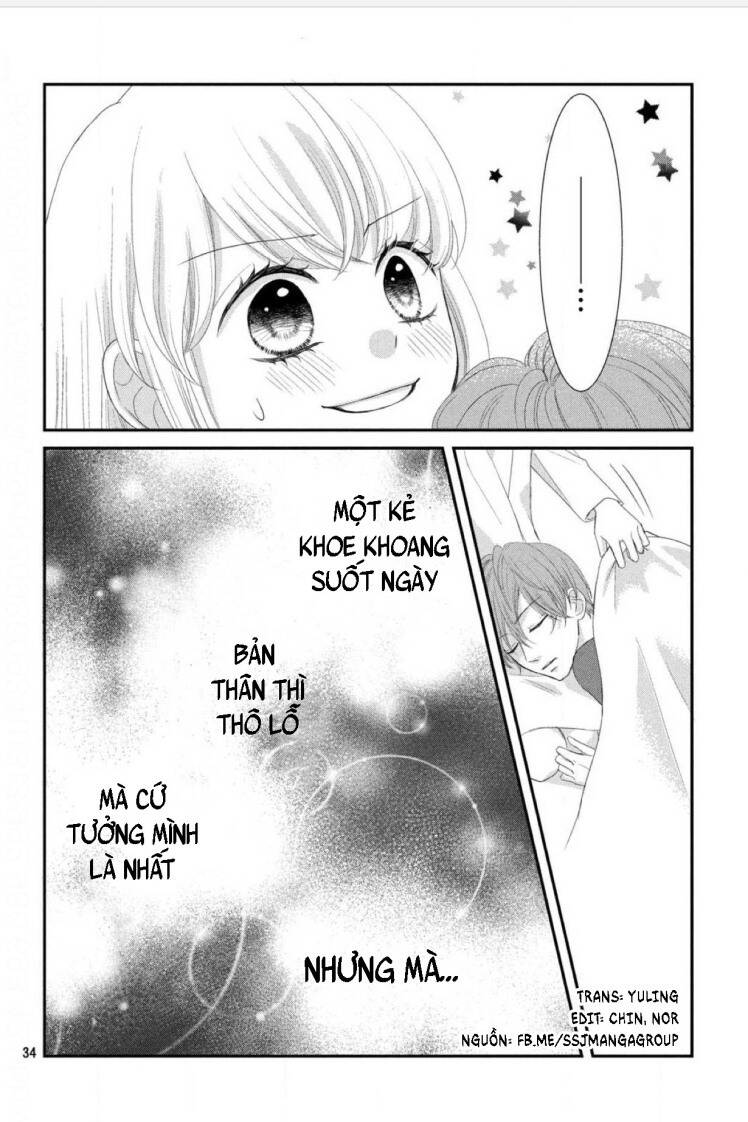 ......
MỘT KẺ
KHOE KHOANG
SUỐT NGÀY
BẢN
THÂN THÌ
THÔ LỖ
MÀ CỨ
TƯỞNG MÌNH
LÀ NHẤT
NHƯNG MÀ...
TRANS: YULING
EDIT: CHIN, NOR
NGUỒN: FB.ME/SSJMANGAGROUP
34